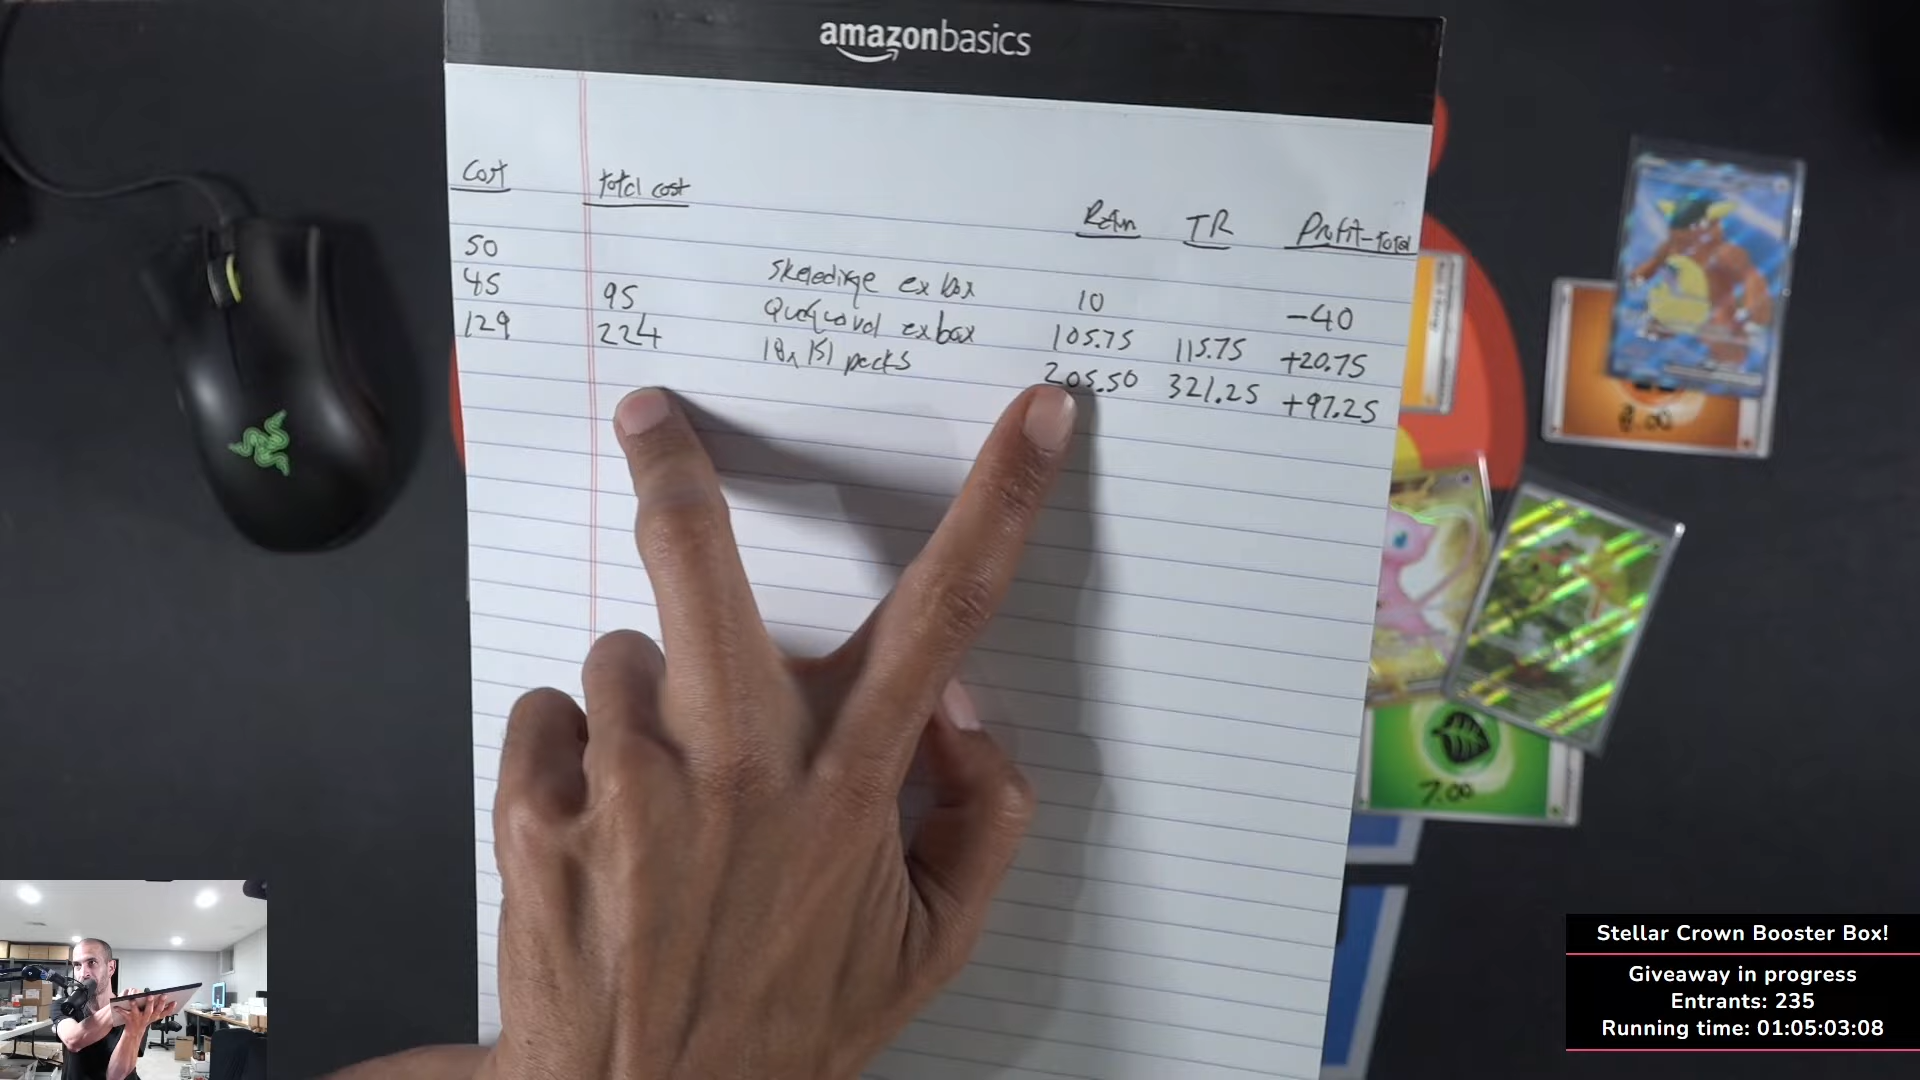 amazonbasics
Cost total cost Return TR Profit-total
50 Skeledirge ex box 10 -40
45 95 Quaquaval ex box 105.75 115.75 +20.75
129 224 18x 151 packs 205.50 321.25 +97.25
8.00
7.00
Stellar Crown Booster Box!
Giveaway in progress
Entrants: 235
Running time: 01:05:03:08